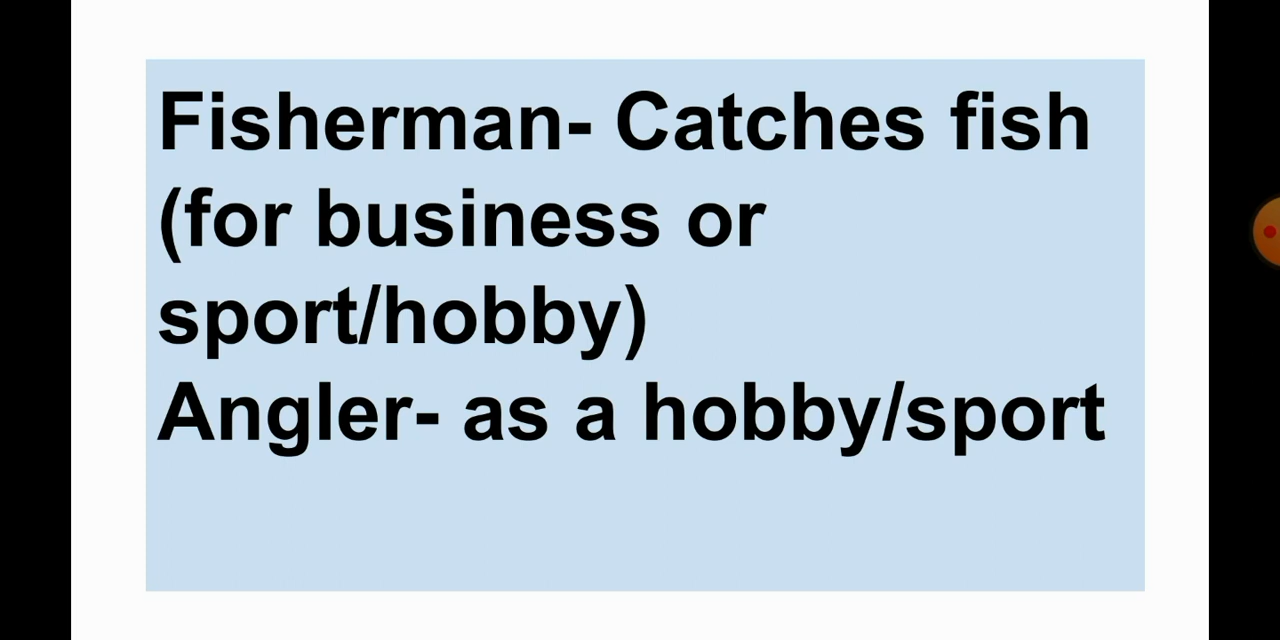 Fisherman- Catches fish
(for business or
sport/hobby)
Angler- as a hobby/sport